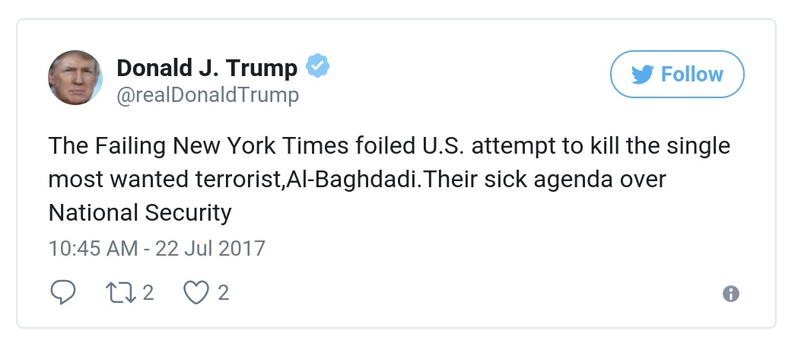 Donald J. Trump
@realDonaldTrump
Follow
The Failing New York Times foiled U.S. attempt to kill the single
most wanted terrorist,Al-Baghdadi.Their sick agenda over
National Security
10:45 AM - 22 Jul 2017
2 2